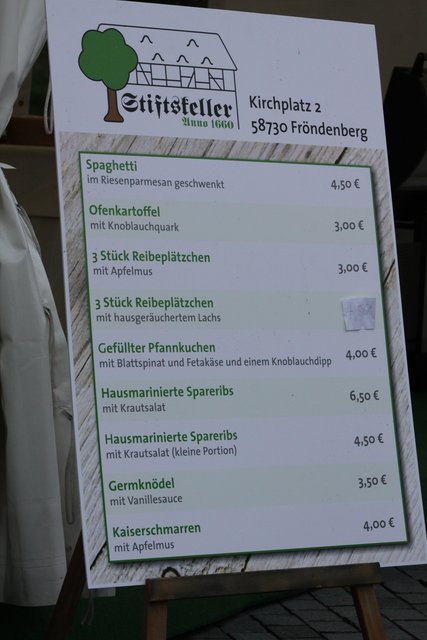 Stiftskeller
Anno 1660
Kirchplatz 2
58730 Fröndenberg
Spaghetti
im Riesenparmesan geschwenkt 4,50 €
Ofenkartoffel
mit Knoblauchquark 3,00 €
3 Stück Reibeplätzchen
mit Apfelmus 3,00 €
3 Stück Reibeplätzchen
mit hausgeräuchertem Lachs
Gefüllter Pfannkuchen
mit Blattspinat und Fetakäse und einem Knoblauchdipp 4,00 €
Hausmarinierte Spareribs
mit Krautsalat 6,50 €
Hausmarinierte Spareribs
mit Krautsalat (kleine Portion) 4,50 €
Germknödel
mit Vanillesauce 3,50 €
Kaiserschmarren
mit Apfelmus 4,00 €